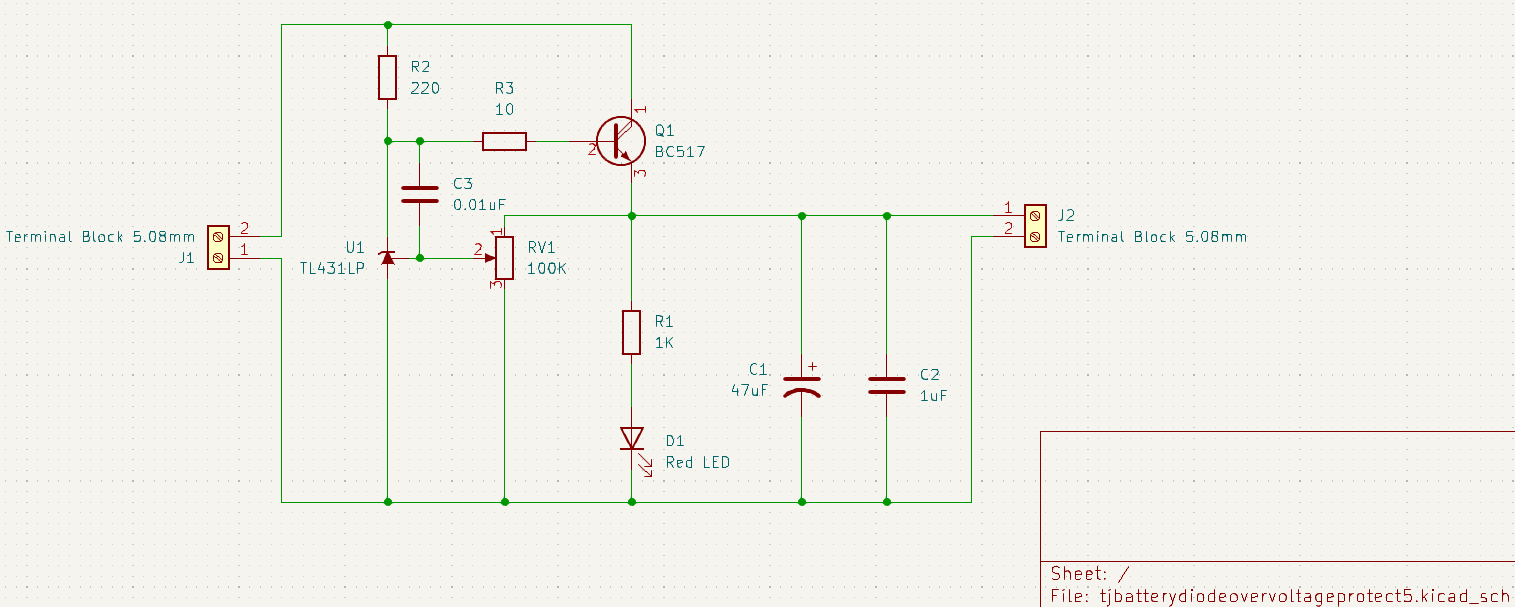 R2
220
R3
10
1
Q1
BC517
2
3
C3
0.01uF
Terminal Block 5.08mm
J1
2
1
U1
TL431LP
1
2
3
RV1
100K
1
2
J2
Terminal Block 5.08mm
R1
1K
C1
47uF
+
C2
1uF
D1
Red LED
Sheet: /
File: tjbatterydiodeovervoltageprotect5.kicad_sch